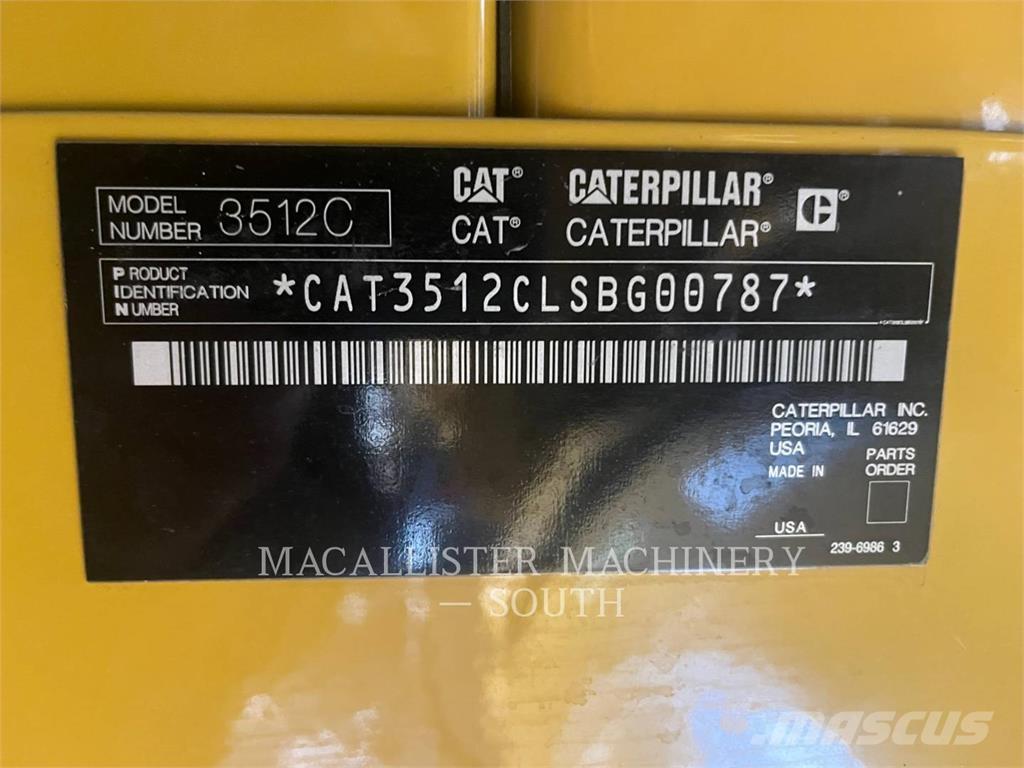 MODEL NUMBER 3512C
CAT® CATERPILLAR® C®
CAT® CATERPILLAR®
PRODUCT IDENTIFICATION NUMBER *CAT3512CLSBG00787*
CATERPILLAR INC.
PEORIA, IL 61629
USA
MADE IN
USA
PARTS
ORDER
239-6986 3
MACALLISTER MACHINERY
— SOUTH
MASCUS